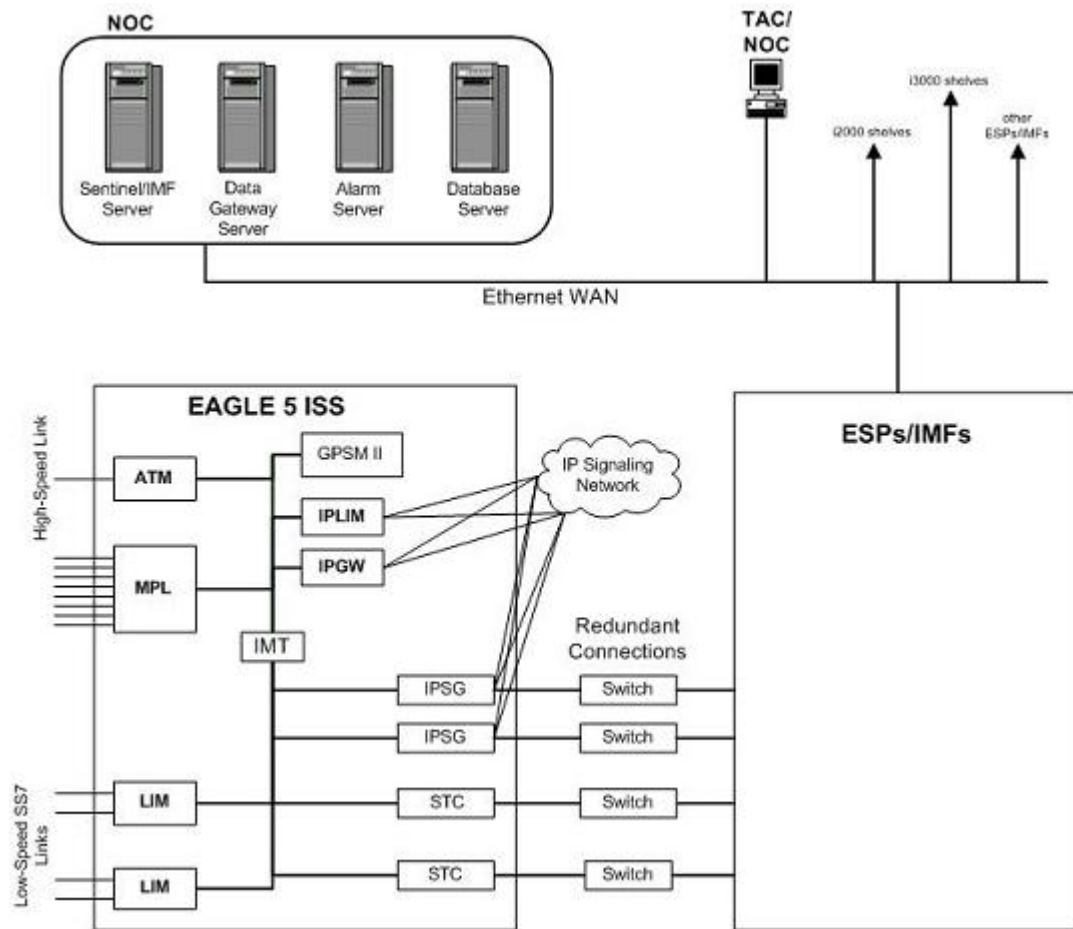 NOC
TAC/
NOC
i3000 shelves
i2000 shelves
other
ESPs/IMFs
Sentinel/IMF
Server
Data
Gateway
Server
Alarm
Server
Database
Server
Ethernet WAN
EAGLE 5 ISS
ESPs/IMFs
High-Speed Link
ATM
GPSM II
IP Signaling
Network
IPLIM
IPGW
MPL
IMT
Redundant
Connections
IPSG
Switch
IPSG
Switch
Low-Speed SS7
Links
LIM
STC
Switch
LIM
STC
Switch